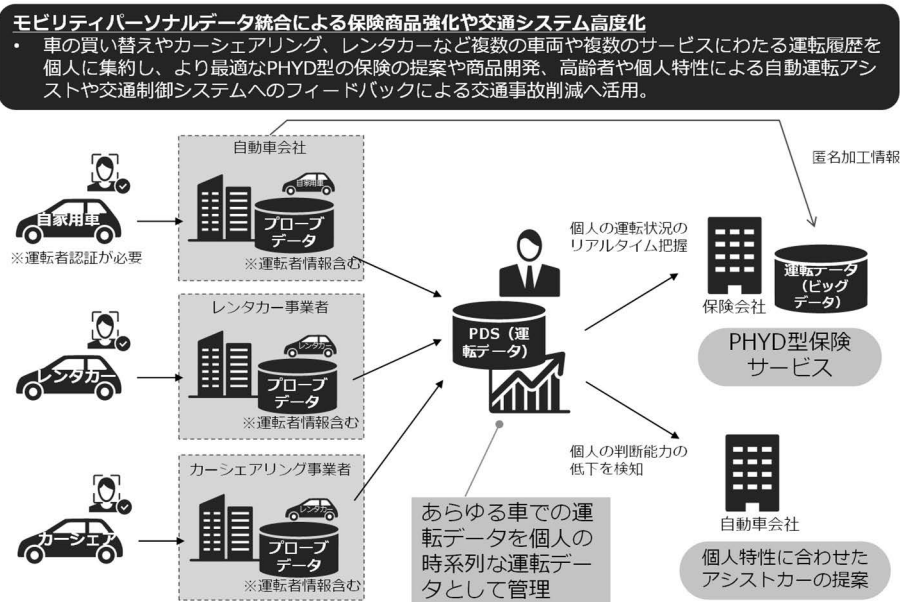 モビリティパーソナルデータ統合による保険商品強化や交通システム高度化
• 車の買い替えやカーシェアリング、レンタカーなど複数の車両や複数のサービスにわたる運転履歴を
個人に集約し、より最適なPHYD型の保険の提案や商品開発、高齢者や個人特性による自動運転アシ
ストや交通制御システムへのフィードバックによる交通事故削減へ活用。
自動車会社
匿名加工情報
自家用車
自家用車
プローブ
データ
※運転者認証が必要
※運転者情報含む
個人の運転状況の
リアルタイム把握
運転データ
（ビッグ
データ）
保険会社
レンタカー事業者
レンタカー
レンタカー
プローブ
データ
※運転者情報含む
PDS（運
転データ）
PHYD型保険
サービス
個人の判断能力の
低下を検知
カーシェアリング事業者
カーシェア
レンタカー
プローブ
データ
※運転者情報含む
あらゆる車での運
転データを個人の
時系列な運転デー
タとして管理
自動車会社
個人特性に合わせた
アシストカーの提案